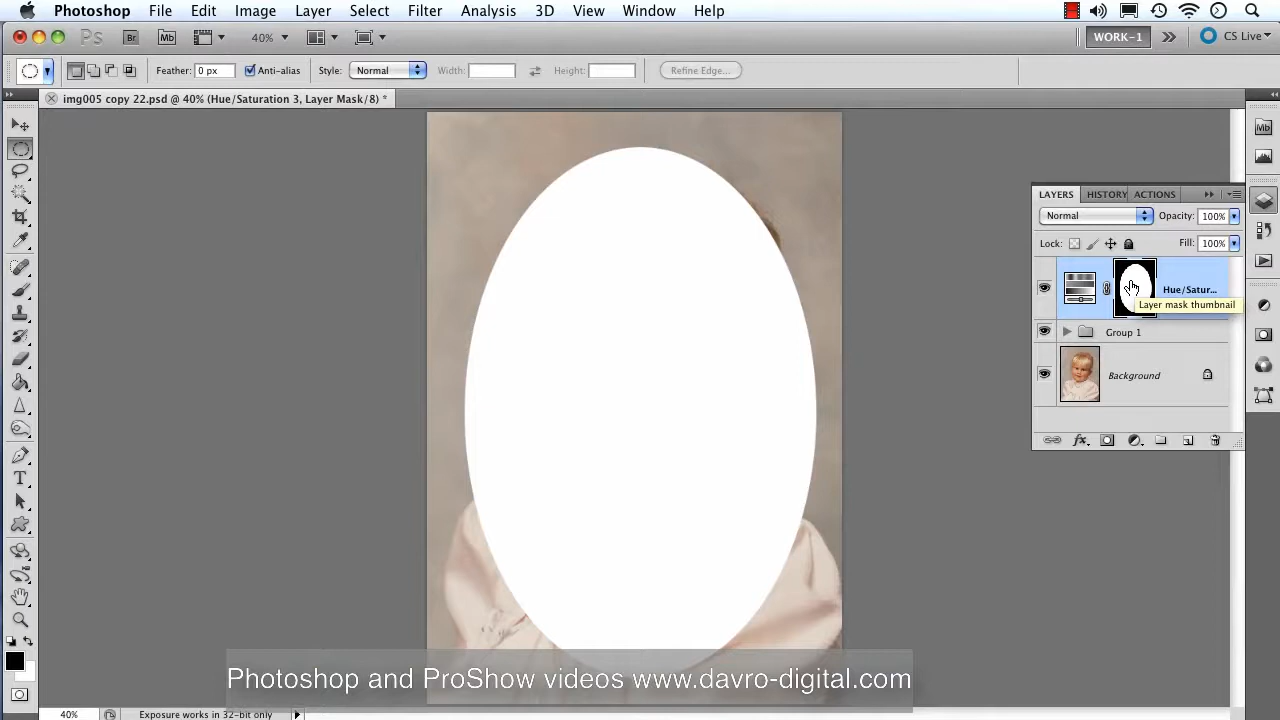 Photoshop File Edit Image Layer Select Filter Analysis 3D View Window Help
Ps Br Mb 40% WORK-1 CS Live
Feather: 0 px Anti-alias Style: Normal Width: Height: Refine Edge...
img005 copy 22.psd @ 40% (Hue/Saturation 3, Layer Mask/8) *
Mb
LAYERS HISTORY ACTIONS
Normal Opacity: 100%
Lock: Fill: 100%
Hue/Satur...
Layer mask thumbnail
Group 1
Background
fx
T
Photoshop and ProShow videos www.davro-digital.com
40% Exposure works in 32-bit only